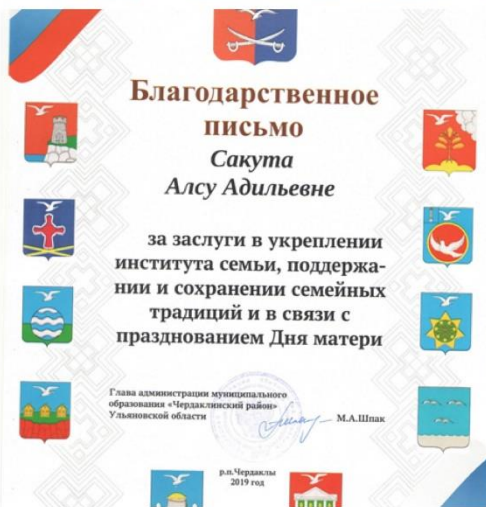 Благодарственное
письмо
Сакута
Алсу Адильевне
за заслуги в укреплении
института семьи, поддержа-
нии и сохранении семейных
традиций и в связи с
празднованием Дня матери
Глава администрации муниципального
образования «Чердаклинский район»
Ульяновской области
М.А.Шпак
р.п.Чердаклы
2019 год